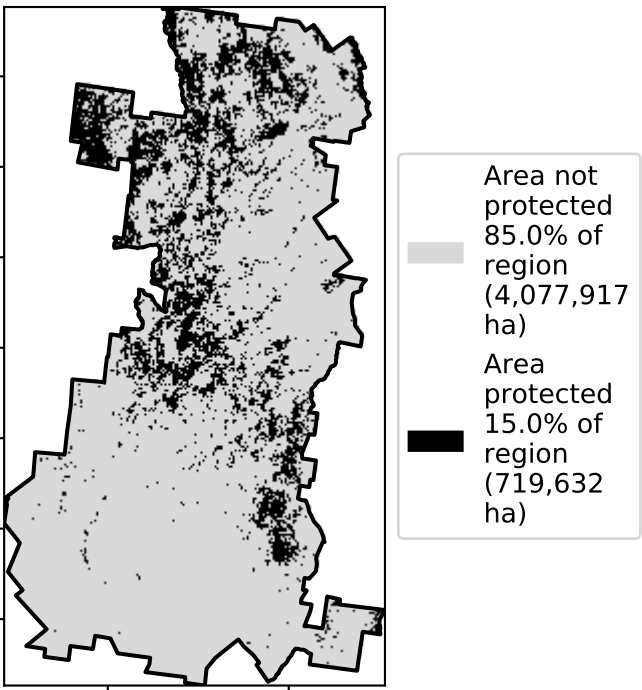 Area not
protected
85.0% of
region
(4,077,917
ha)
Area
protected
15.0% of
region
(719,632
ha)